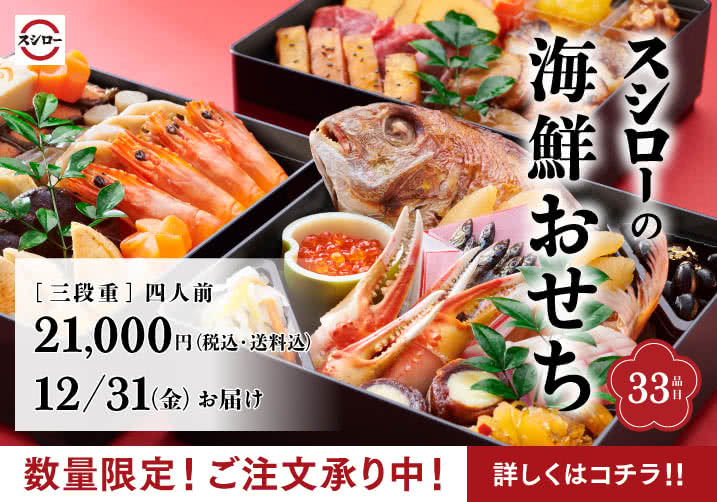 スシロー
スシローの
海鮮おせち
[三段重] 四人前
21,000円(税込・送料込)
12/31(金)お届け
33品目
数量限定!ご注文承り中!
詳しくはコチラ!!